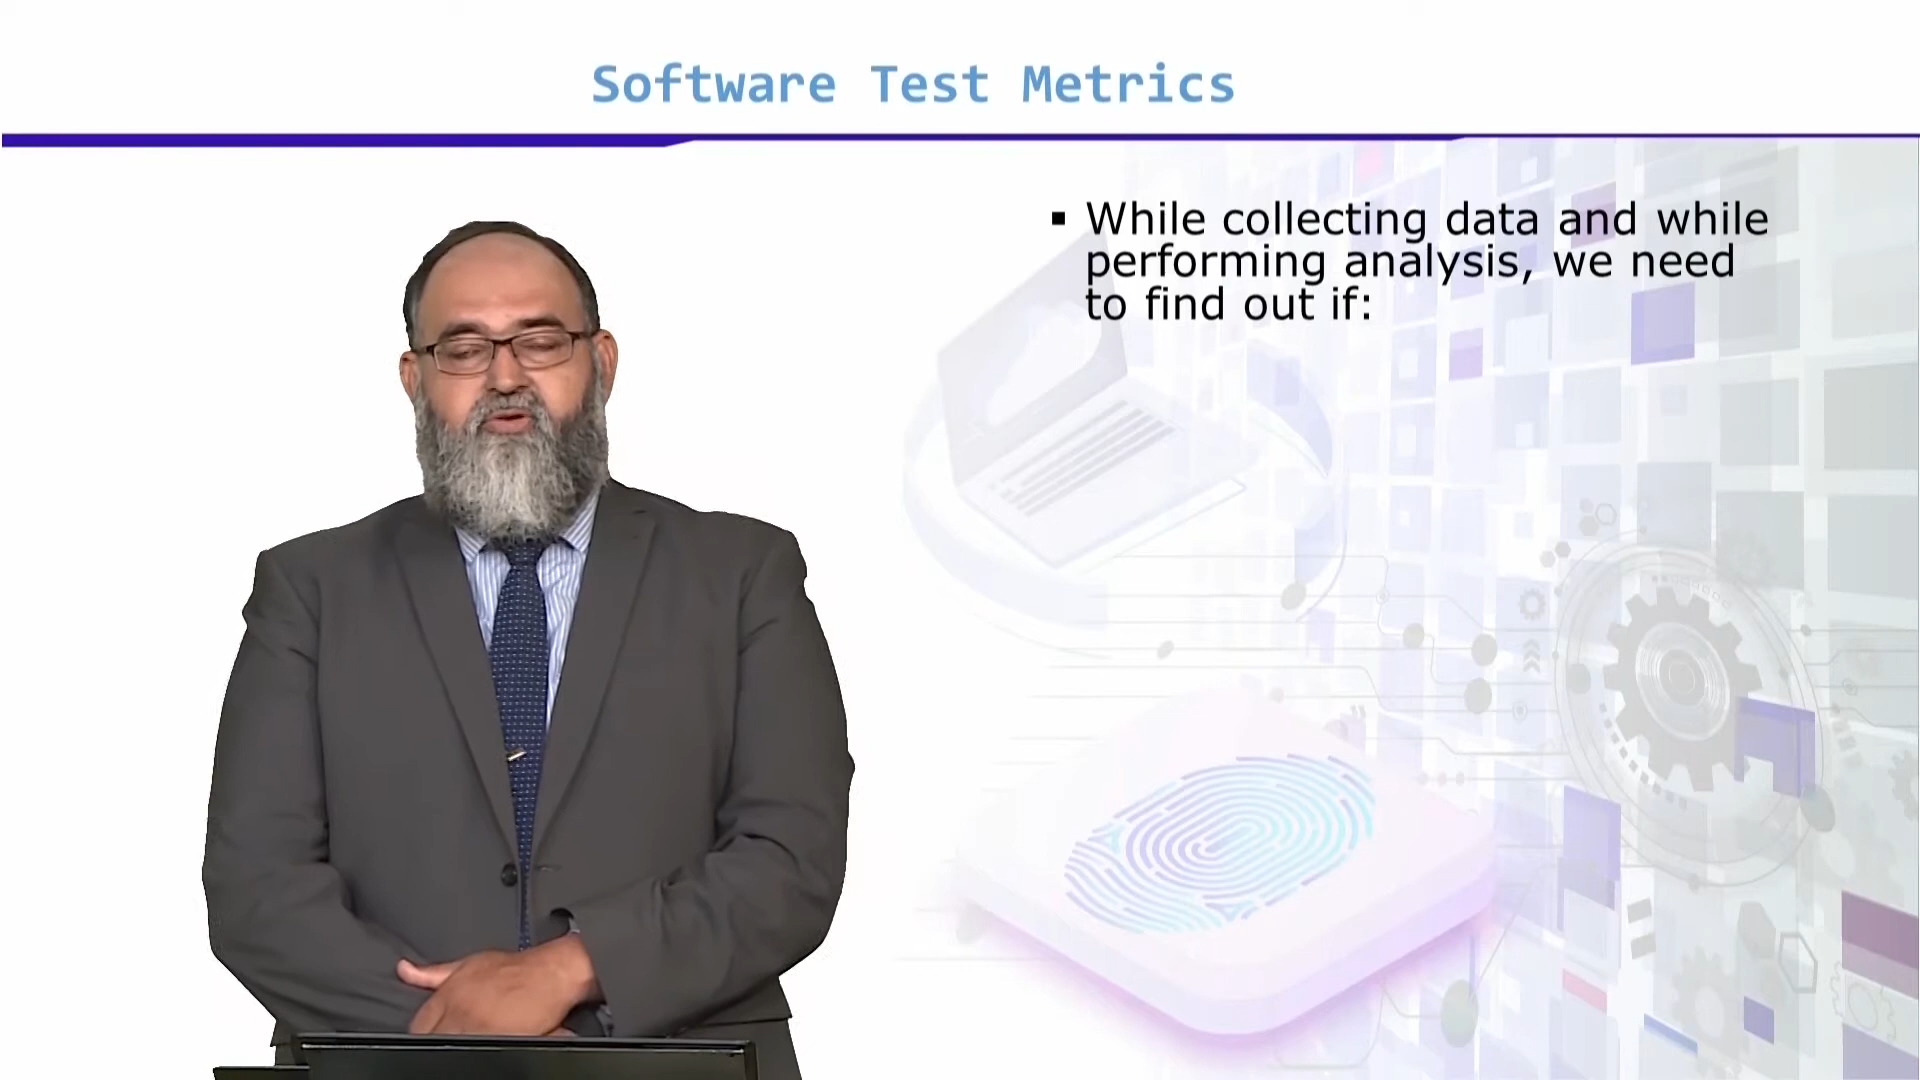 Software Test Metrics
▪ While collecting data and while
performing analysis, we need
to find out if: